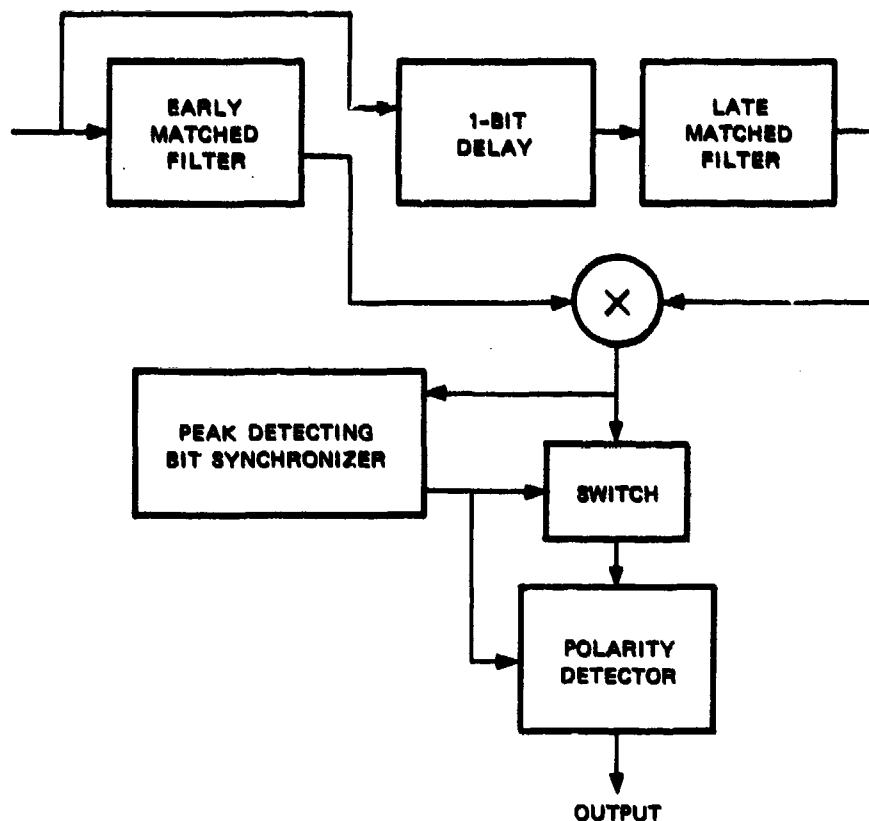 EARLY
MATCHED
FILTER
1-BIT
DELAY
LATE
MATCHED
FILTER
X
PEAK DETECTING
BIT SYNCHRONIZER
SWITCH
POLARITY
DETECTOR
OUTPUT